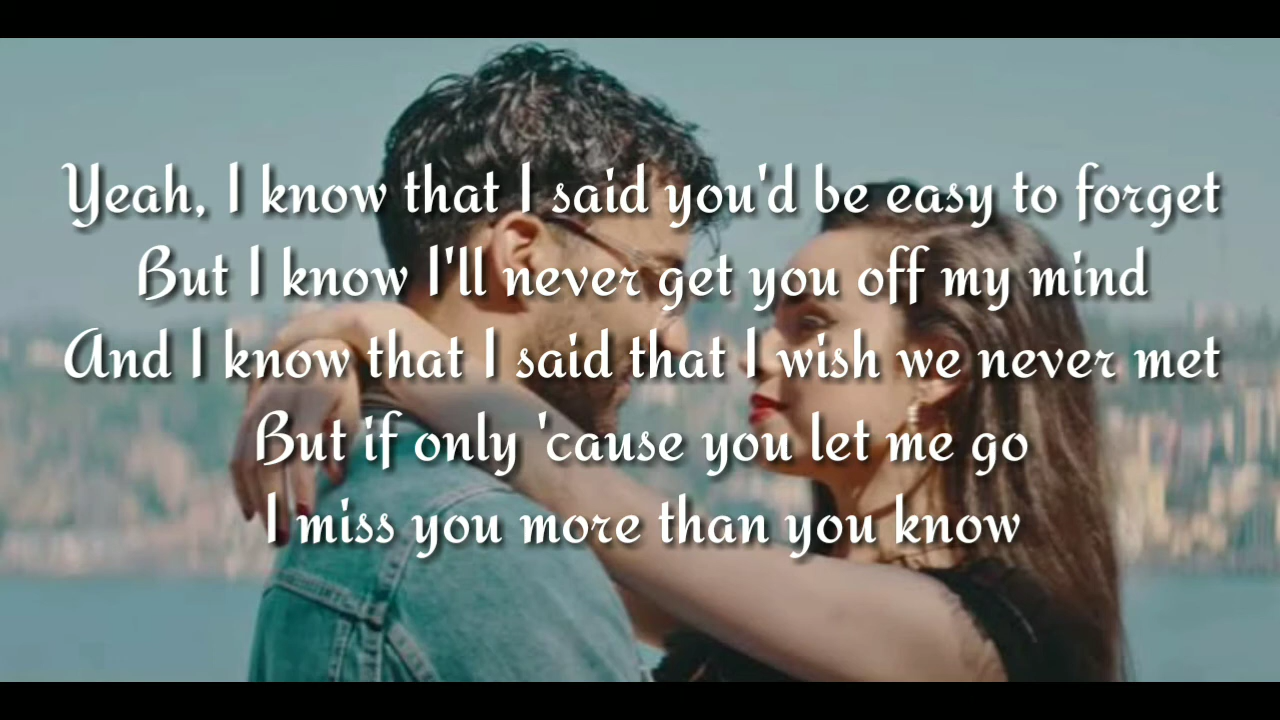 Yeah, I know that I said you'd be easy to forget
But I know I'll never get you off my mind
And I know that I said that I wish we never met
But if only 'cause you let me go
I miss you more than you know